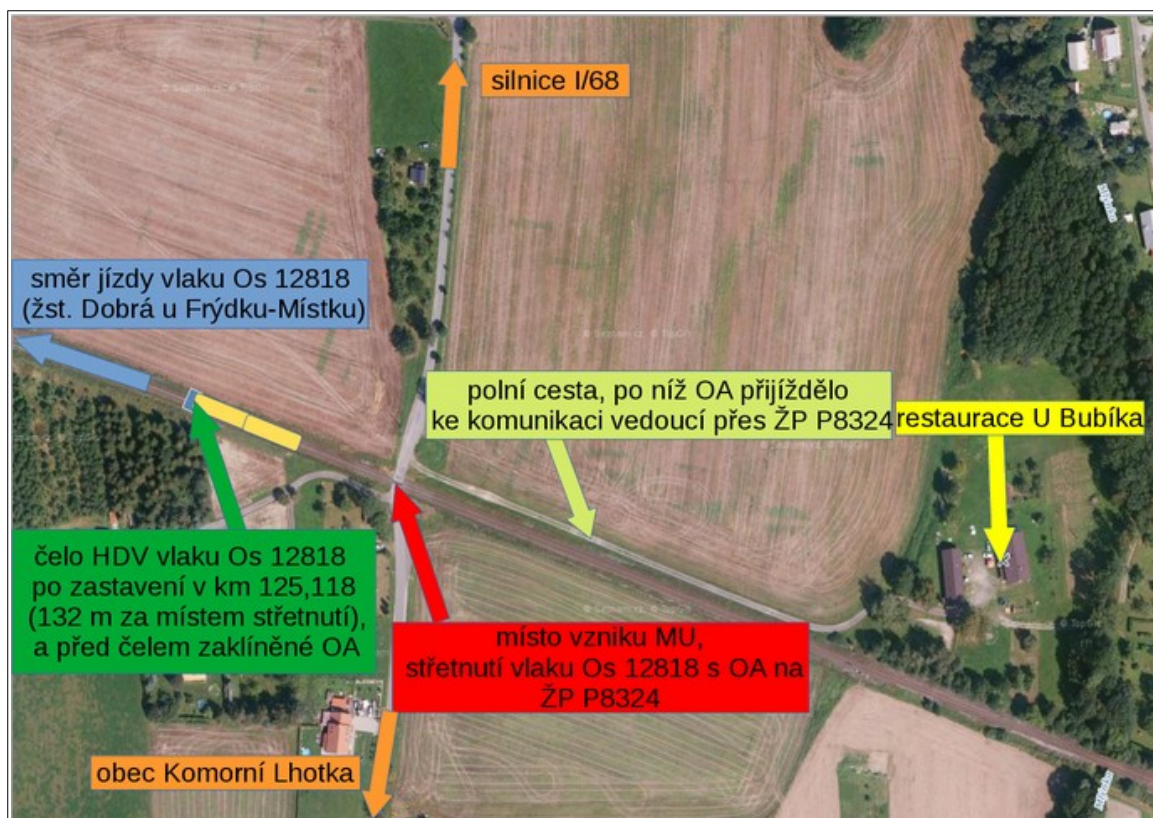 silnice I/68
směr jízdy vlaku Os 12818
(žst. Dobrá u Frýdku-Místku)
polní cesta, po níž OA přijíždělo
ke komunikaci vedoucí přes ŽP P8324
restaurace U Bubíka
čelo HDV vlaku Os 12818
po zastavení v km 125,118
(132 m za místem střetnutí),
a před čelem zaklíněné OA
místo vzniku MU,
střetnutí vlaku Os 12818 s OA na
ŽP P8324
obec Komorní Lhotka
© Seznam.cz, © TopGis